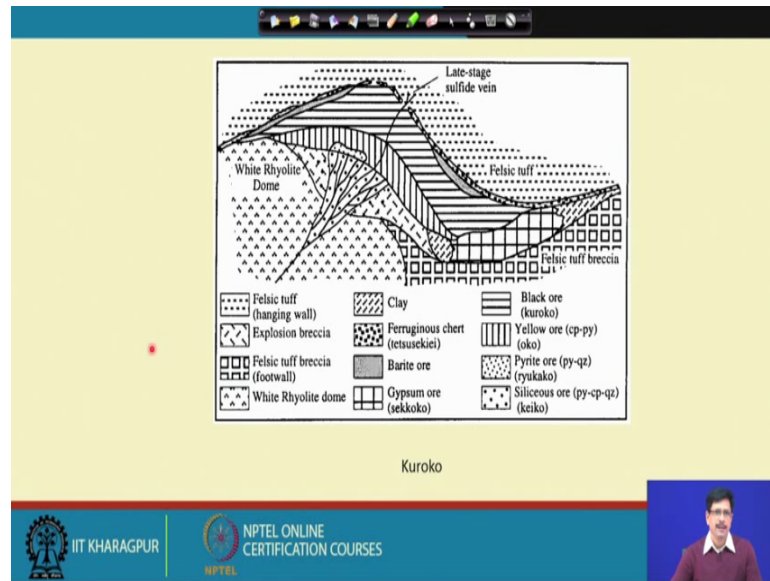 Late-stage
sulfide vein
White Rhyolite
Dome
Felsic tuff
Felsic tuff breccia
Felsic tuff
(hanging wall)
Explosion breccia
Felsic tuff breccia
(footwall)
White Rhyolite dome
Clay
Ferruginous chert
(tetsusekiei)
Barite ore
Gypsum ore
(sekkoko)
Black ore
(kuroko)
Yellow ore (cp-py)
(oko)
Pyrite ore (py-qz)
(ryukako)
Siliceous ore (py-cp-qz)
(keiko)
Kuroko
IIT KHARAGPUR
NPTEL
NPTEL ONLINE
CERTIFICATION COURSES